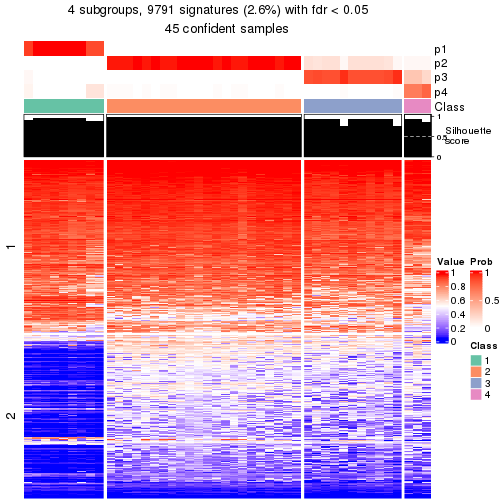 4 subgroups, 9791 signatures (2.6%) with fdr < 0.05
45 confident samples
p1
p2
p3
p4
Class
1
0.5
0
Silhouette
score
1
2
Value
1
0.8
0.6
0.4
0.2
0
Prob
1
0.5
0
Class
1
2
3
4